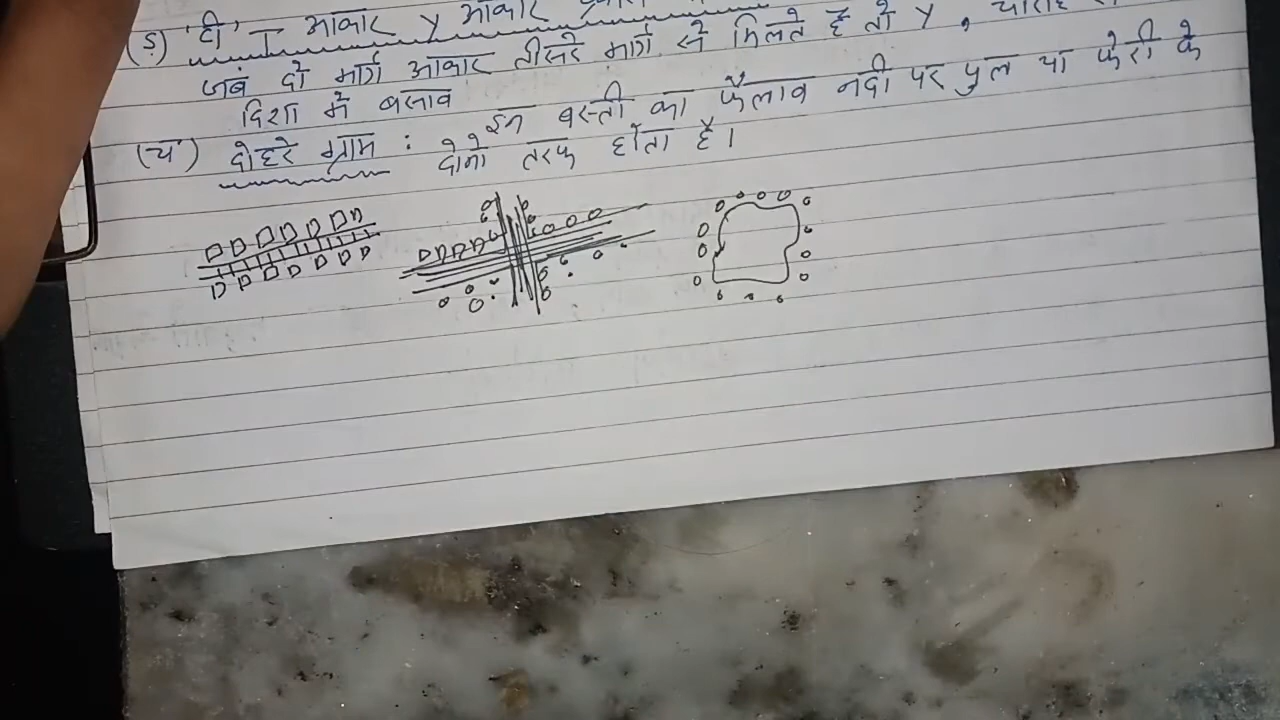 (ड़) 'टी' T आकार Y आकार
जब दो मार्ग आकार तीसरे मार्ग से मिलते है तो Y ,
दिशा में बसाव
(च) दोहरे ग्राम : इन बस्ती का फैलाव नदी पर पुल या फेरी के
दोनो तरफ होता है।